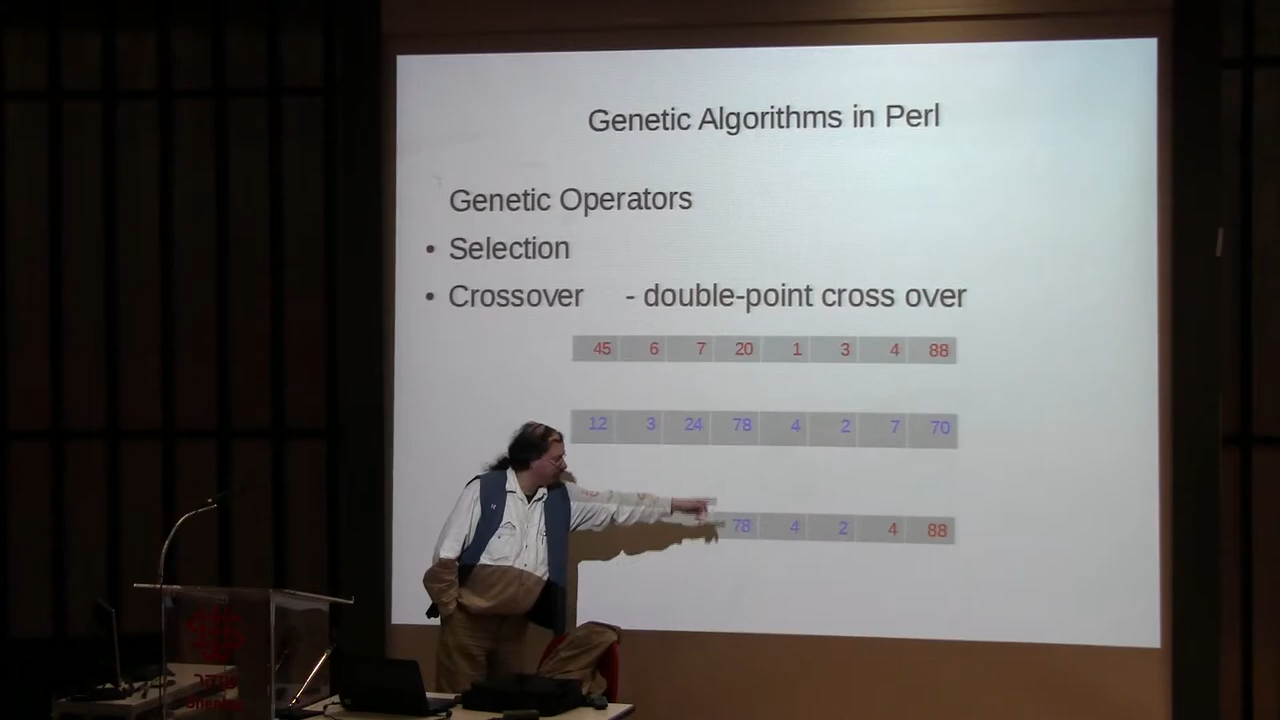 Genetic Algorithms in Perl
Genetic Operators
• Selection
• Crossover - double-point cross over
45 6 7 20 1 3 4 88
12 3 24 78 4 2 7 70
78 4 2 4 88